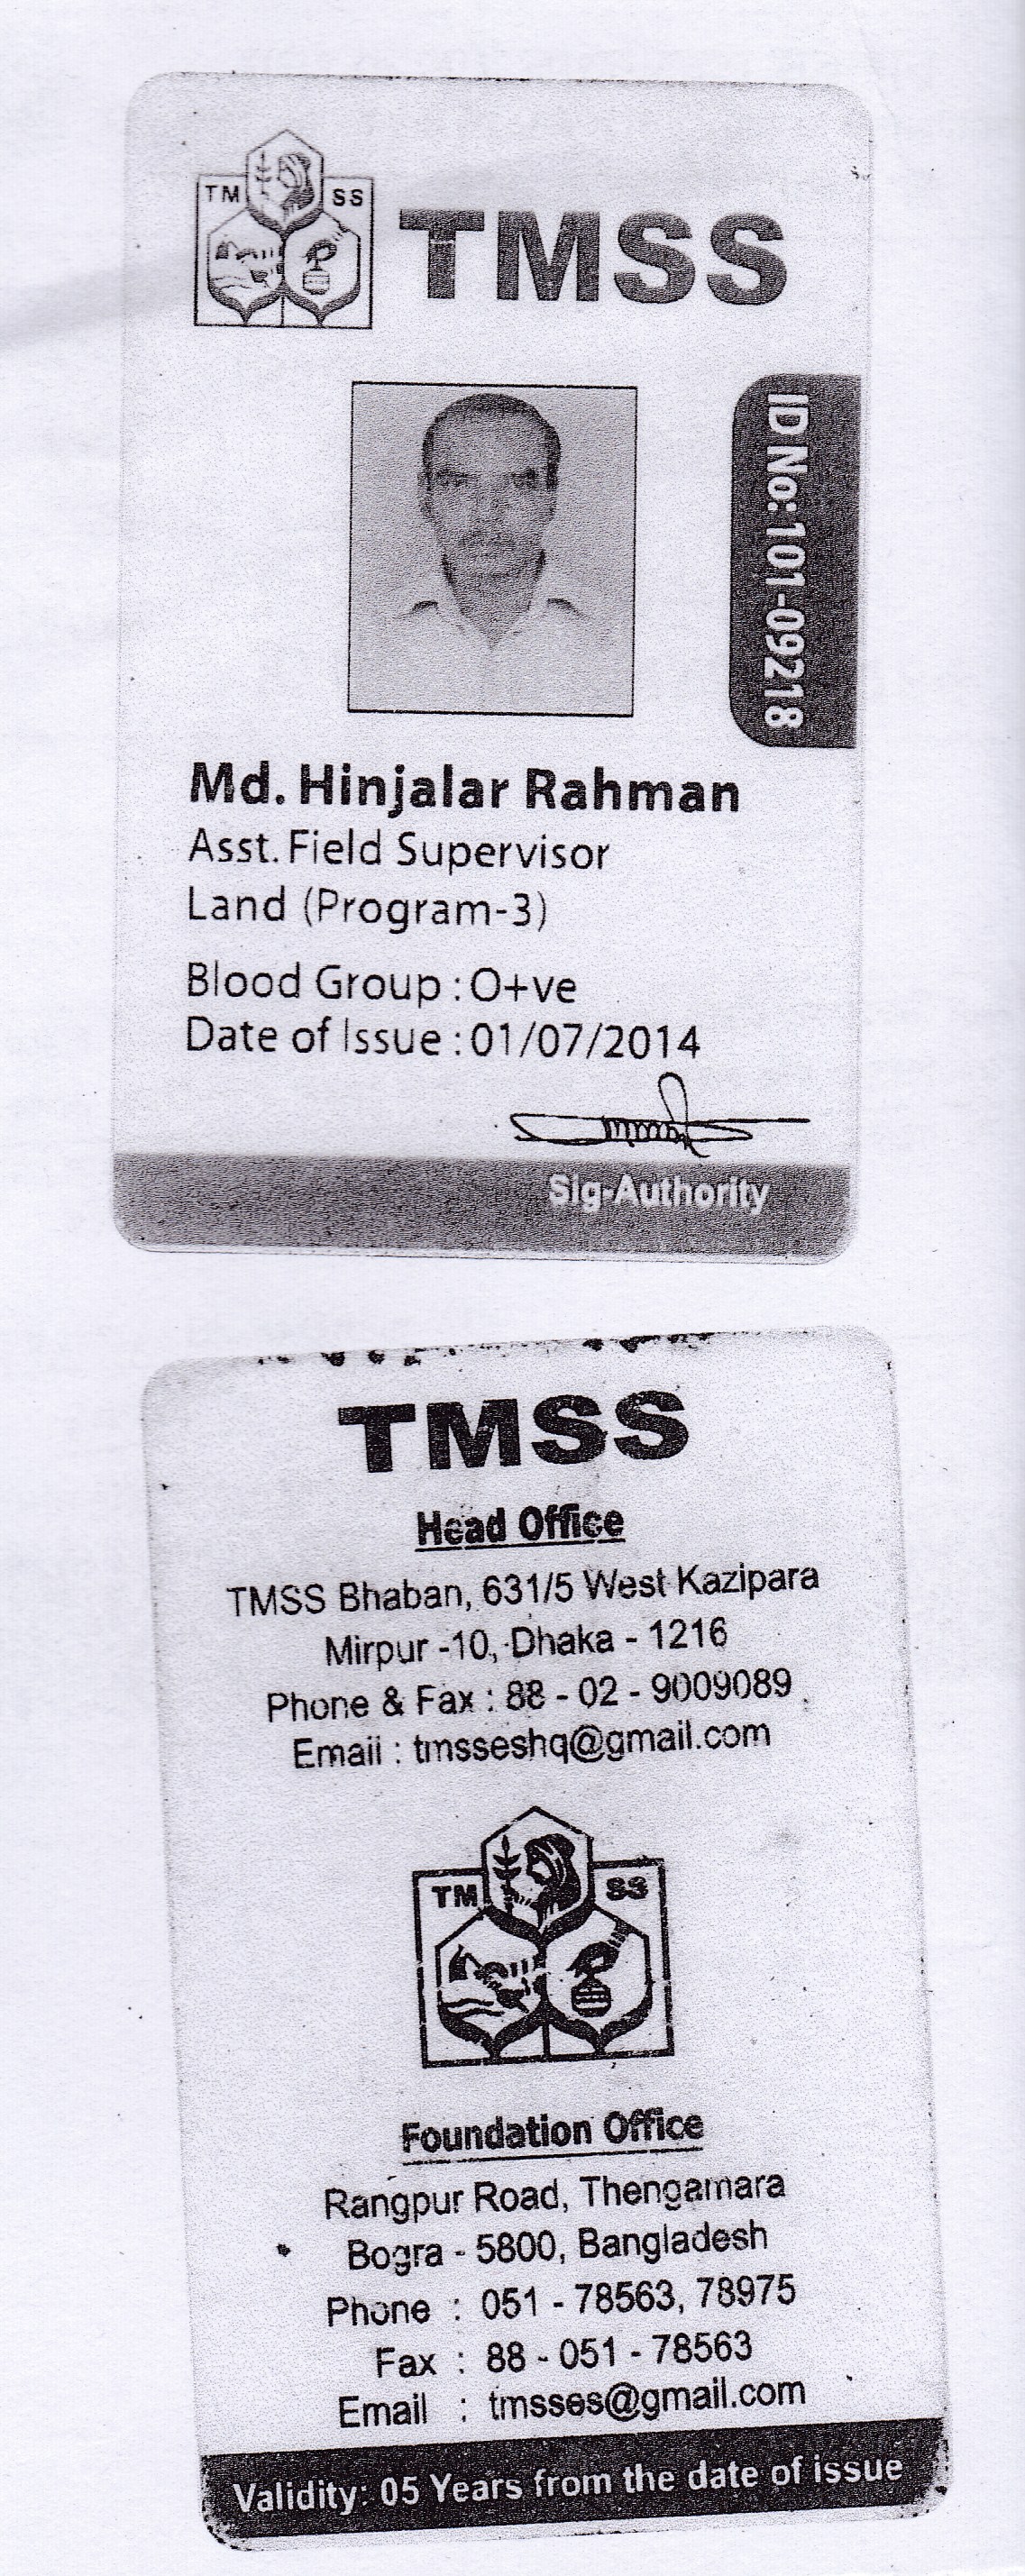 TM SS
TMSS
ID No: 101-09218
Md. Hinjalar Rahman
Asst. Field Supervisor
Land (Program-3)
Blood Group : O+ve
Date of Issue : 01/07/2014
Sig-Authority
TMSS
Head Office
TMSS Bhaban, 631/5 West Kazipara
Mirpur -10, Dhaka - 1216
Phone & Fax : 88 - 02 - 9009089
Email : tmsseshq@gmail.com
TM SS
Foundation Office
Rangpur Road, Thengamara
Bogra - 5800, Bangladesh
Phone : 051 - 78563, 78975
Fax : 88 - 051 - 78563
Email : tmsses@gmail.com
Validity: 05 Years from the date of issue